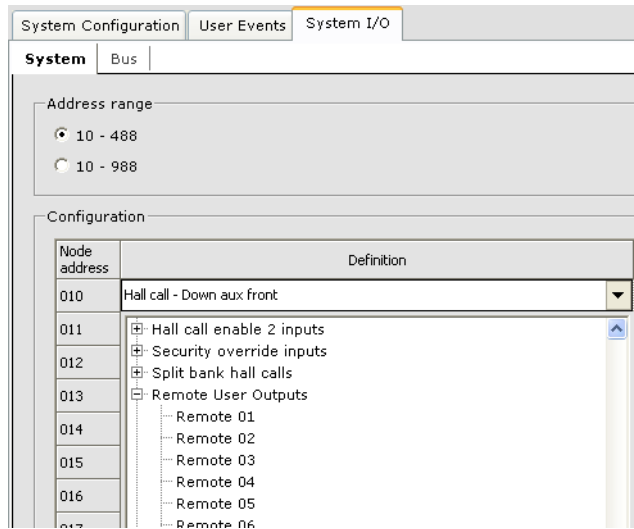 System Configuration User Events System I/O
System Bus
Address range
10 - 488
10 - 988
Configuration
Node address Definition
010 Hall call - Down aux front
011 Hall call enable 2 inputs
Security override inputs
012 Split bank hall calls
013 Remote User Outputs
Remote 01
014 Remote 02
015 Remote 03
Remote 04
016 Remote 05
017 Remote 06